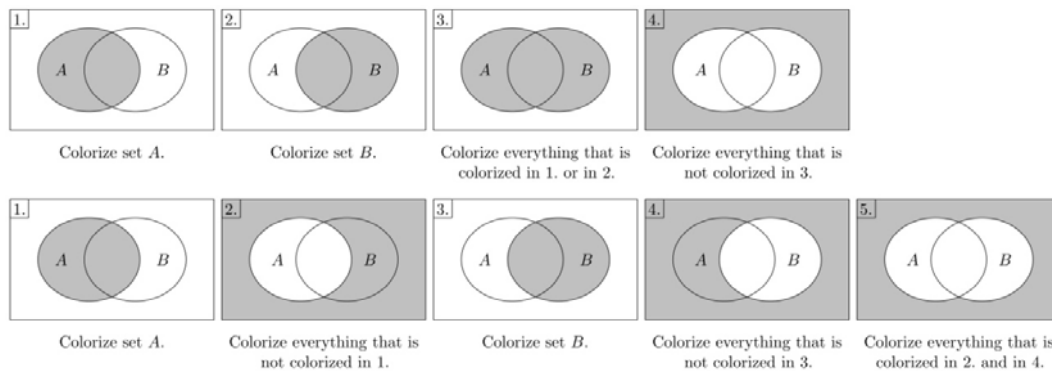 1. A B
2. A B
3. A B
4. A B
Colorize set A.
Colorize set B.
Colorize everything that is
colorized in 1. or in 2.
Colorize everything that is
not colorized in 3.
1. A B
2. A B
3. A B
4. A B
5. A B
Colorize set A.
Colorize everything that is
not colorized in 1.
Colorize set B.
Colorize everything that is
not colorized in 3.
Colorize everything that is
colorized in 2. and in 4.